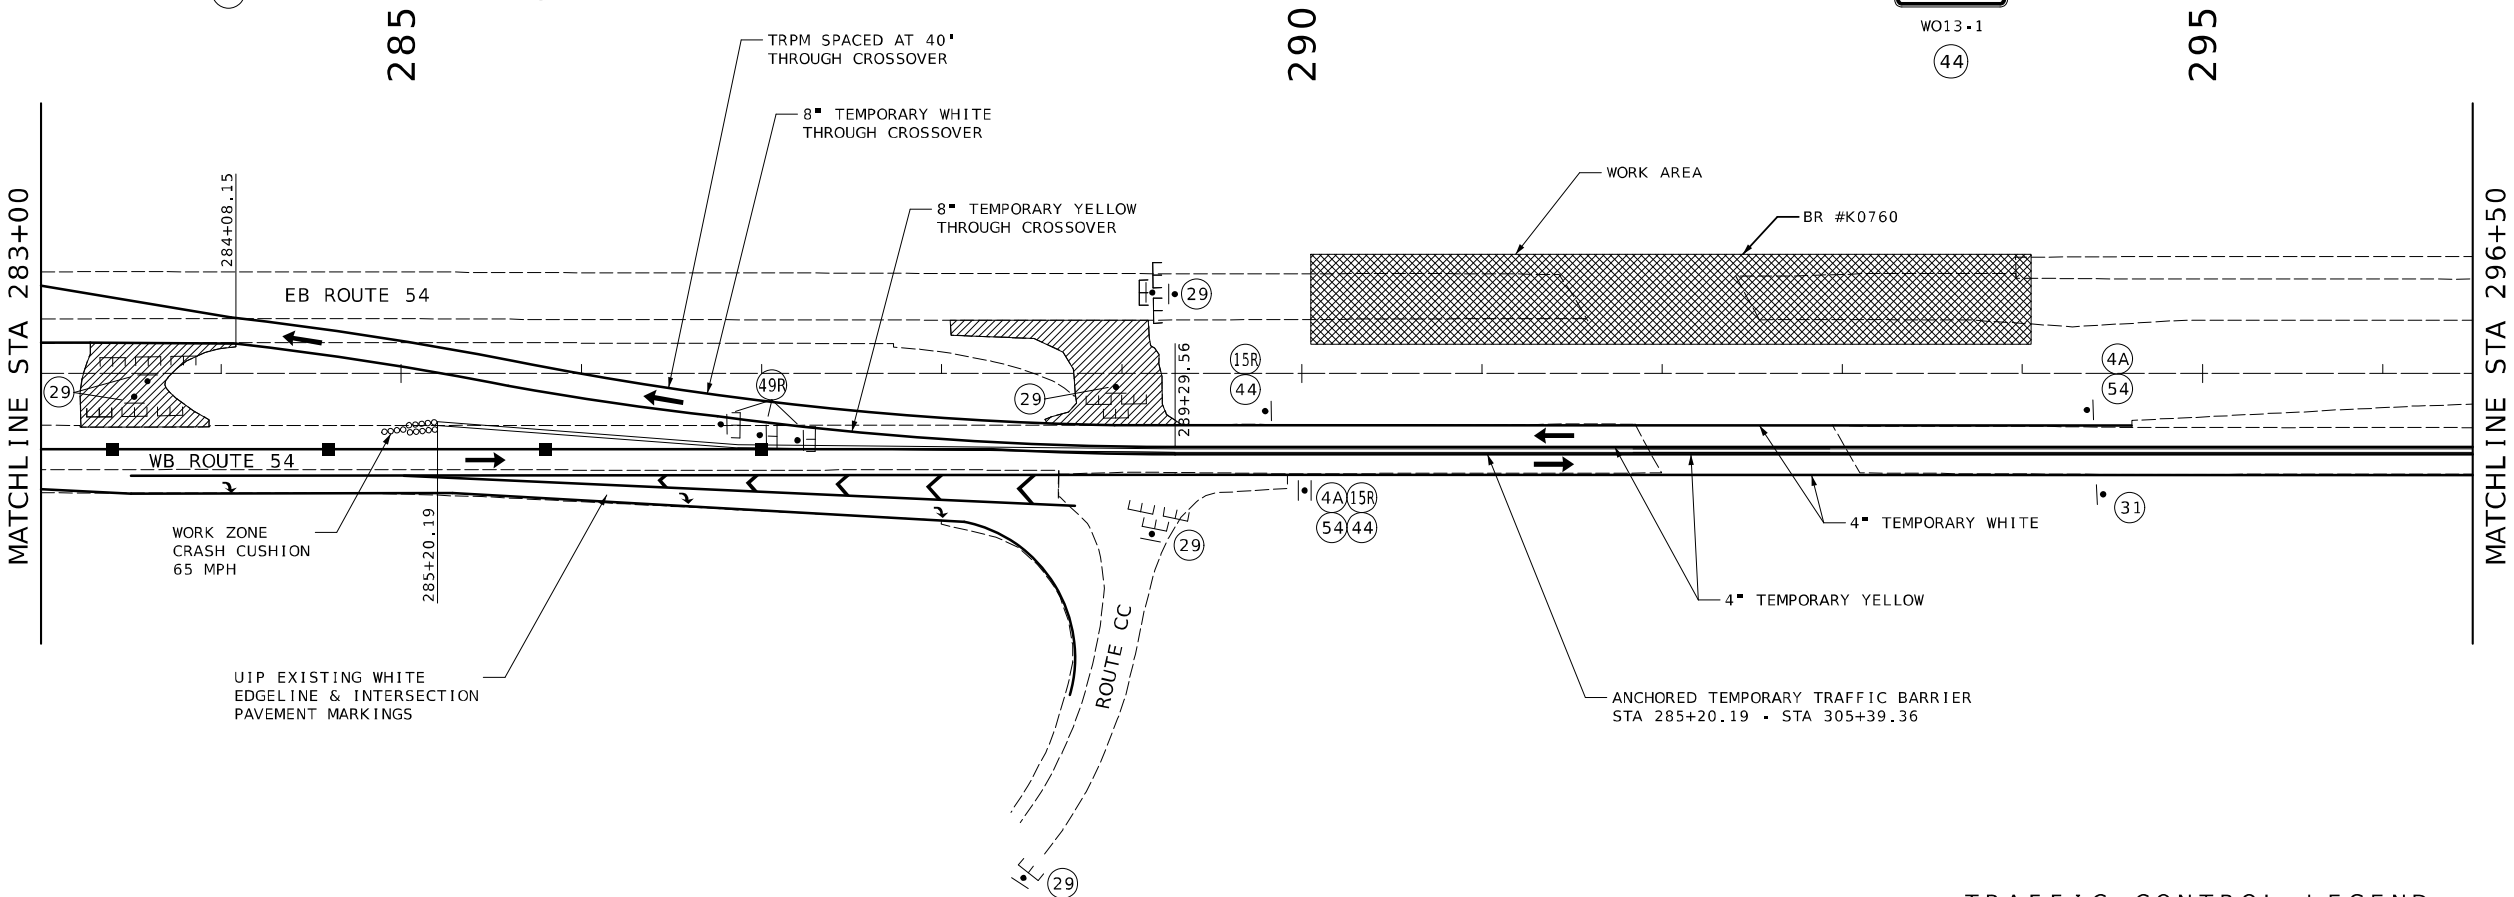 285
290
295
WO13-1
44
TRPM SPACED AT 40'
THROUGH CROSSOVER
8" TEMPORARY WHITE
THROUGH CROSSOVER
8" TEMPORARY YELLOW
THROUGH CROSSOVER
WORK AREA
BR #K0760
MATCHLINE STA 283+00
284+08.15
EB ROUTE 54
29
29
49R
29
289+29.56
15R
44
4A
54
MATCHLINE STA 296+50
WB ROUTE 54
WORK ZONE
CRASH CUSHION
65 MPH
285+20.19
4A 15R
54 44
29
31
4" TEMPORARY WHITE
4" TEMPORARY YELLOW
ROUTE CC
UIP EXISTING WHITE
EDGELINE & INTERSECTION
PAVEMENT MARKINGS
ANCHORED TEMPORARY TRAFFIC BARRIER
STA 285+20.19 - STA 305+39.36
29
TRAFFIC CONTROL LEGEND